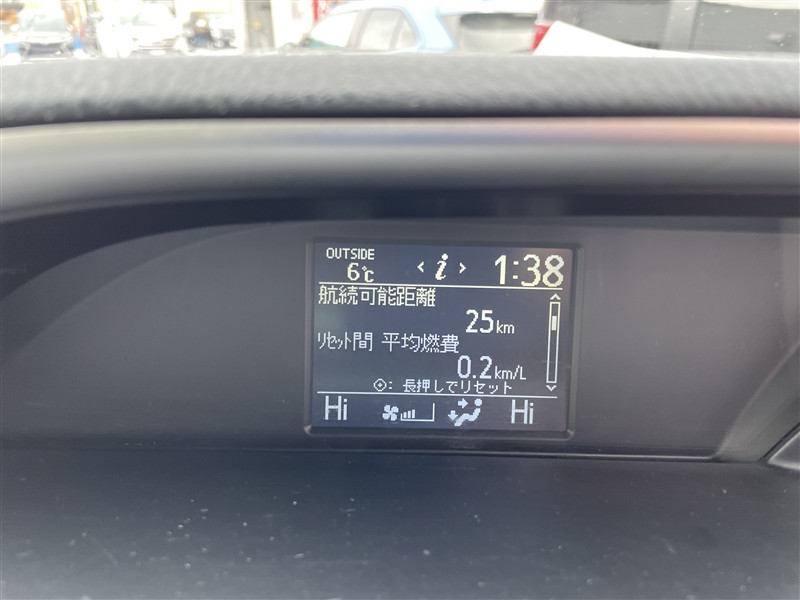 OUTSIDE
6℃ < i > 1:38
航続可能距離
25km
リセット間 平均燃費
0.2km/L
: 長押しでリセット
Hi Hi